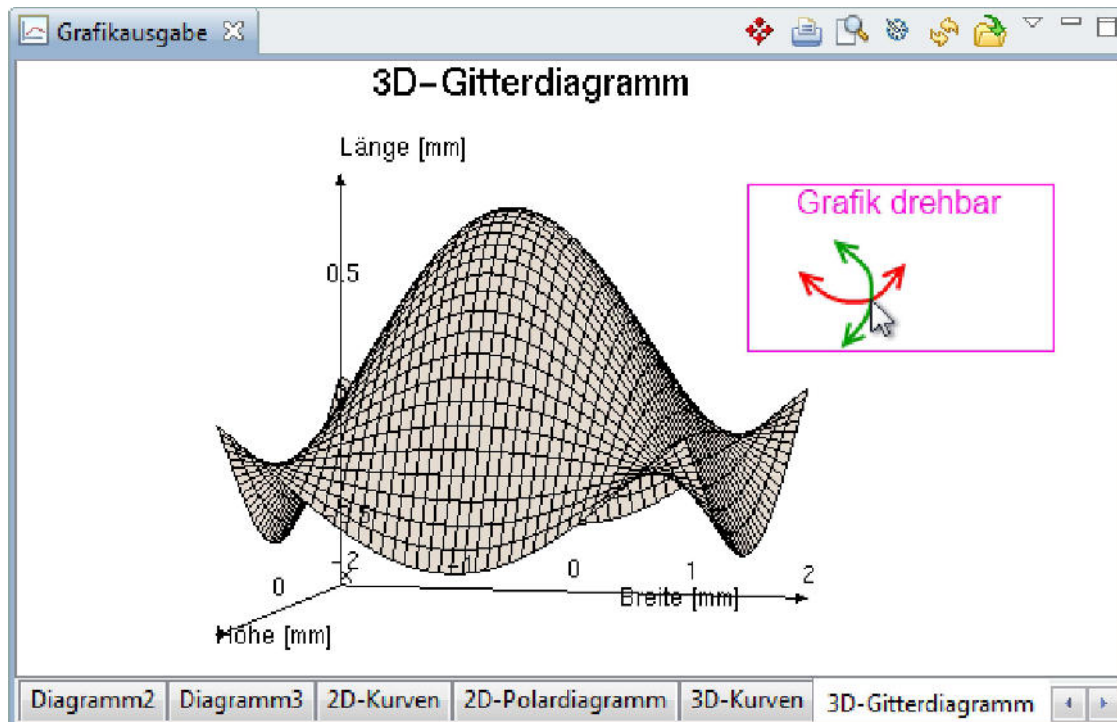 Grafikausgabe
3D-Gitterdiagramm
Länge [mm]
Grafik drehbar
0.5
0
-2 -1 0 1 2
0
Breite [mm]
Höhe [mm]
Diagramm2 Diagramm3 2D-Kurven 2D-Polardiagramm 3D-Kurven 3D-Gitterdiagramm